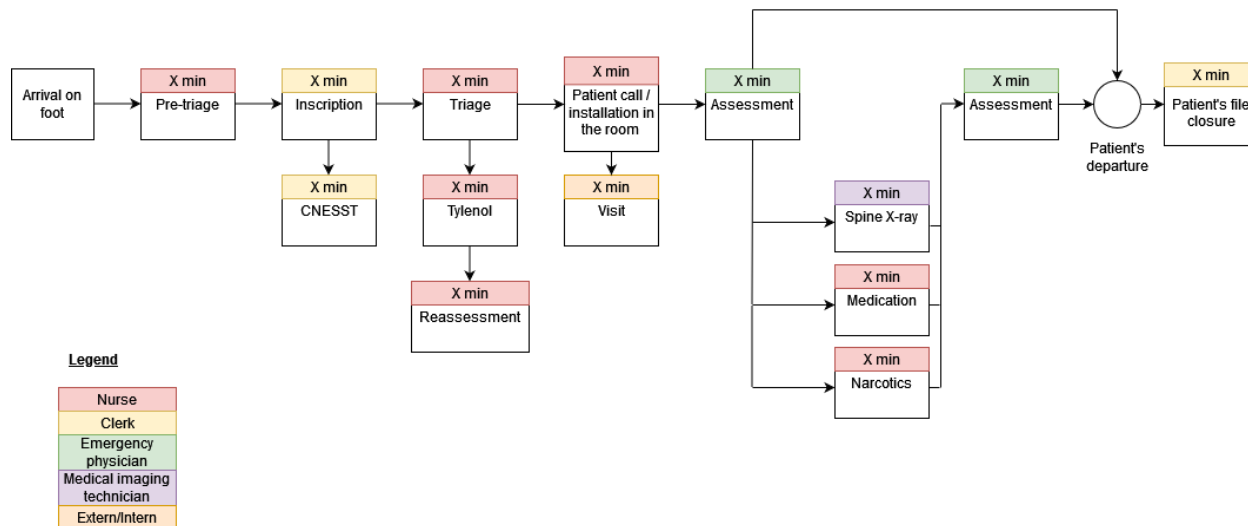 Arrival on
foot
X min
Pre-triage
X min
Inscription
X min
Triage
X min
Patient call /
installation in
the room
X min
Assessment
X min
Assessment
Patient's
departure
X min
Patient's file
closure
X min
CNESST
X min
Tylenol
X min
Visit
X min
Spine X-ray
X min
Reassessment
X min
Medication
X min
Narcotics
Legend
Nurse
Clerk
Emergency
physician
Medical imaging
technician
Extern/Intern